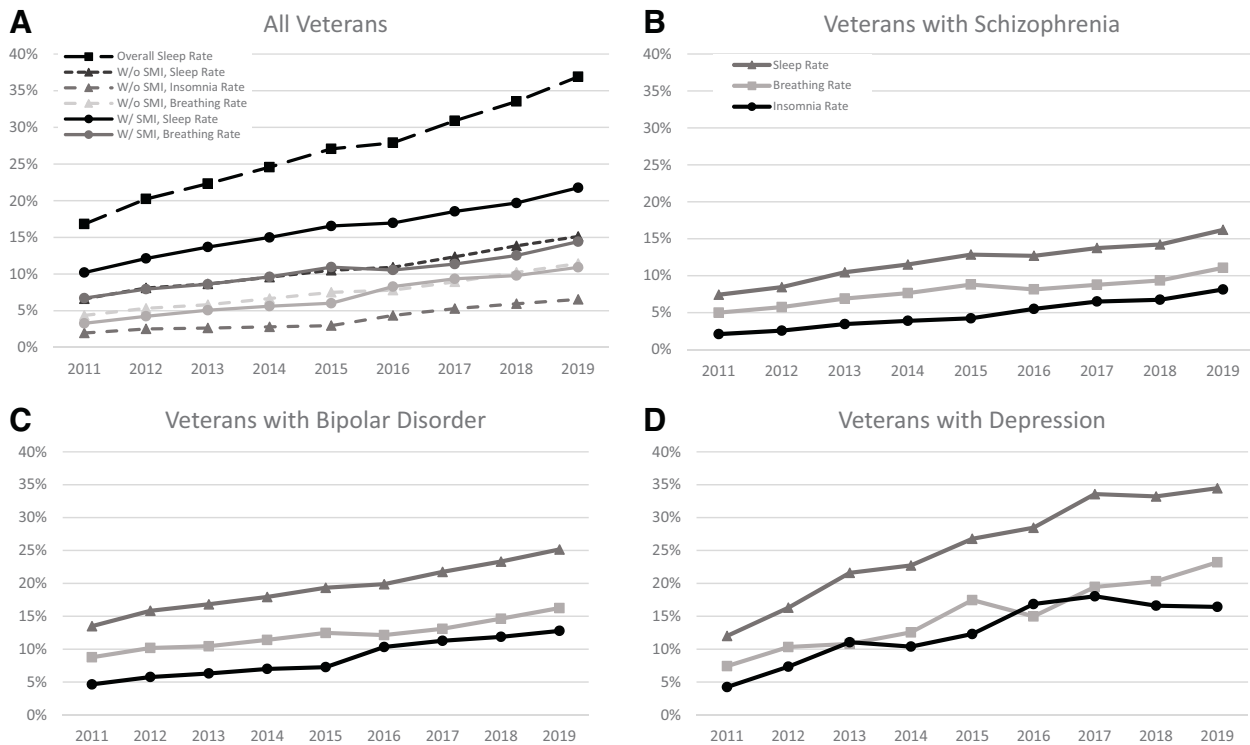 A
All Veterans
40%
35%
30%
25%
20%
15%
10%
5%
0%
Overall Sleep Rate
W/o SMI, Sleep Rate
W/o SMI, Insomnia Rate
W/o SMI, Breathing Rate
W/ SMI, Sleep Rate
W/ SMI, Breathing Rate
2011 2012 2013 2014 2015 2016 2017 2018 2019
B
Veterans with Schizophrenia
40%
35%
30%
25%
20%
15%
10%
5%
0%
Sleep Rate
Breathing Rate
Insomnia Rate
2011 2012 2013 2014 2015 2016 2017 2018 2019
C
Veterans with Bipolar Disorder
40%
35%
30%
25%
20%
15%
10%
5%
0%
2011 2012 2013 2014 2015 2016 2017 2018 2019
D
Veterans with Depression
40%
35%
30%
25%
20%
15%
10%
5%
0%
2011 2012 2013 2014 2015 2016 2017 2018 2019